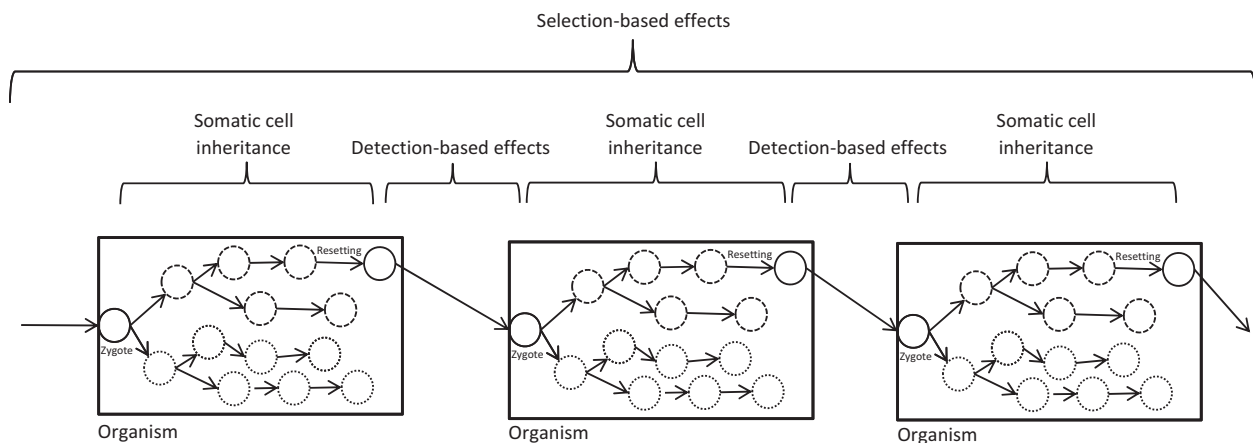 Selection-based effects
Somatic cell
inheritance
Detection-based effects
Somatic cell
inheritance
Detection-based effects
Somatic cell
inheritance
Resetting
Zygote
Organism
Resetting
Zygote
Organism
Resetting
Zygote
Organism